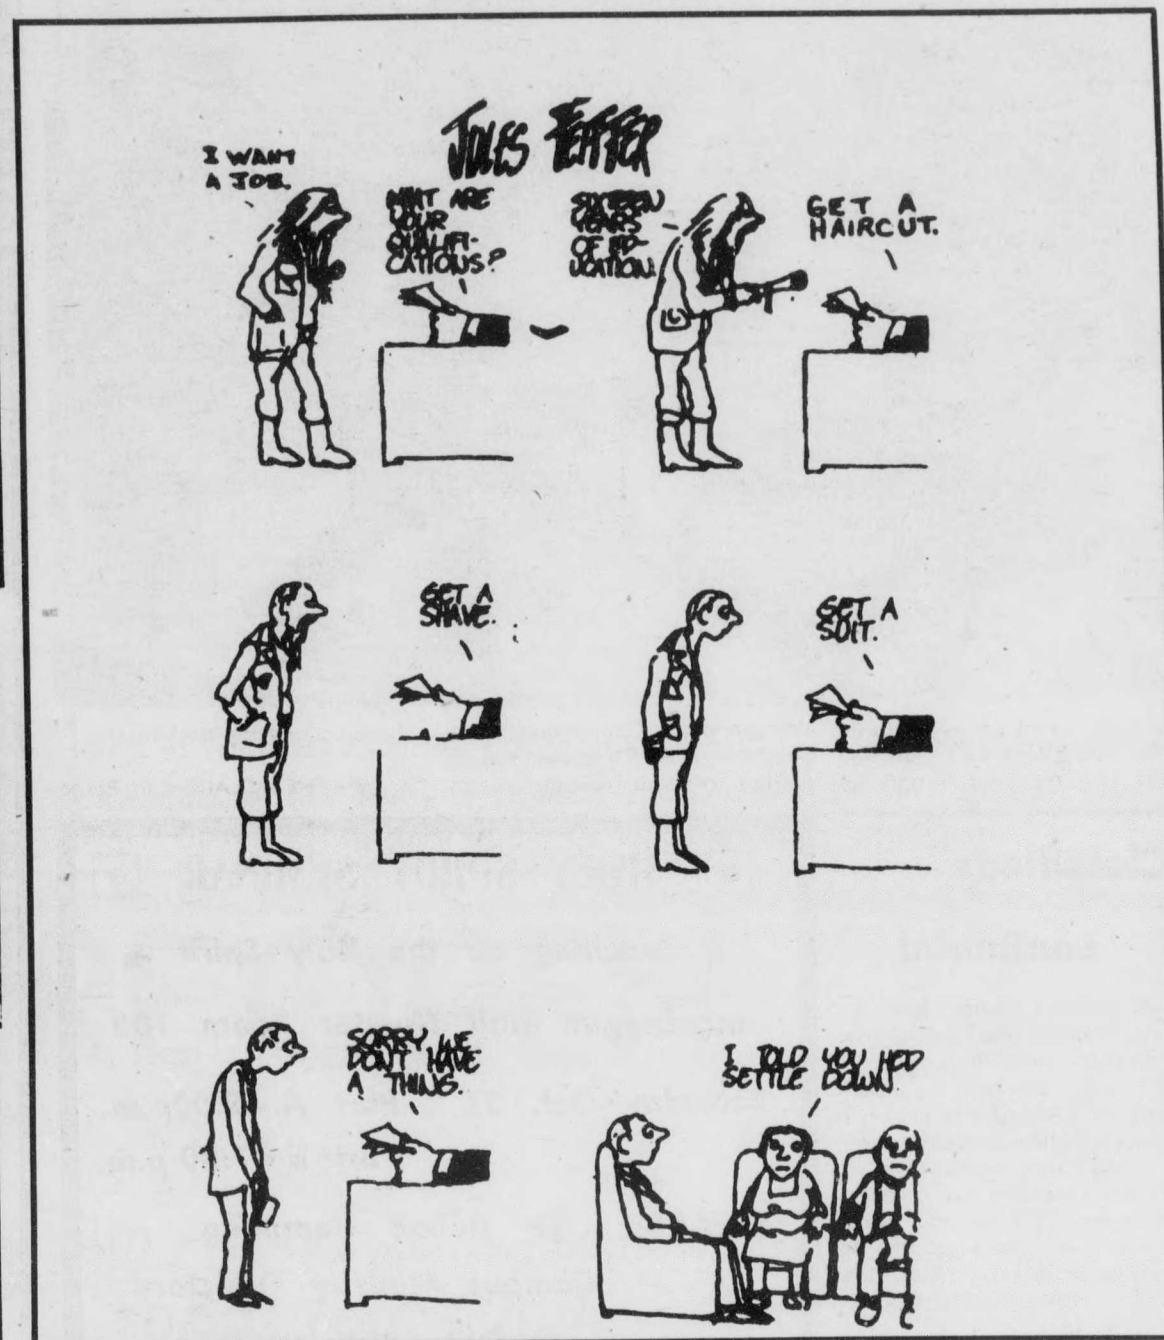 JULES FEIFFER
I WANT
A JOB.
WHAT ARE
YOUR
QUALIFI-
CATIONS?
SIXTEEN
YEARS
OF ED-
UCATION.
GET A
HAIRCUT.
GET A
SHAVE.
GET A
SUIT.
SORRY, WE
DON'T HAVE
A THING.
I TOLD YOU HE'D
SETTLE DOWN